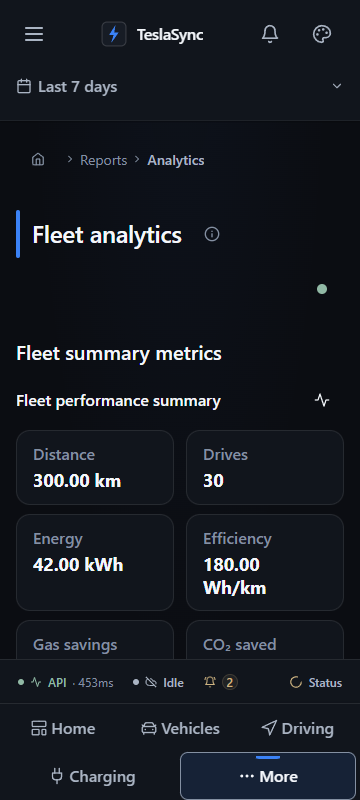 TeslaSync
Last 7 days
Reports Analytics
Fleet analytics
Fleet summary metrics
Fleet performance summary
Distance
300.00 km
Drives
30
Energy
42.00 kWh
Efficiency
180.00
Wh/km
Gas savings
CO₂ saved
API · 453ms Idle 2 Status
Home Vehicles Driving
Charging More